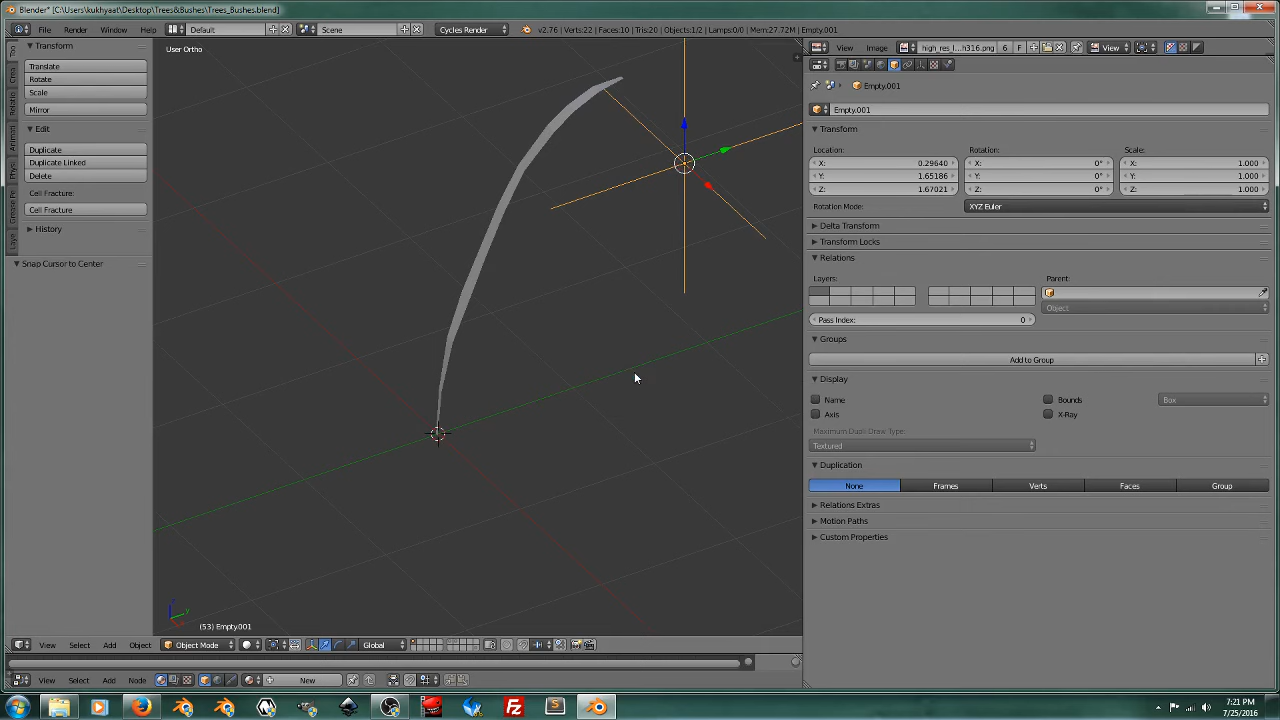 Blender* [C:\Users\kukhyaat\Desktop\Trees&Bushes\Trees_Bushes.blend]
File Render Window Help Default 6 Scene Cycles Render v2.76 | Verts:22 | Faces:10 | Tris:20 | Objects:1/2 | Lamps:0/0 | Mem:27.72M | Empty.001
Transform
Translate
Rotate
Scale
Mirror
Edit
Duplicate
Duplicate Linked
Delete
Cell Fracture:
Cell Fracture
History
Snap Cursor to Center
User Ortho
(53) Empty.001
View Select Add Object Object Mode Global
View Select Add Node New
View Image high_res_l...h316.png 6 F View
Empty.001
Empty.001
Transform
Location: Rotation: Scale:
X: 0.29640 X: 0° X: 1.000
Y: 1.65186 Y: 0° Y: 1.000
Z: 1.67021 Z: 0° Z: 1.000
Rotation Mode: XYZ Euler
Delta Transform
Transform Locks
Relations
Layers: Parent:
Object
Pass Index: 0
Groups
Add to Group
Display
Name Bounds Box
Axis X-Ray
Maximum Dupli Draw Type:
Textured
Duplication
None Frames Verts Faces Group
Relations Extras
Motion Paths
Custom Properties
7:21 PM
7/25/2016